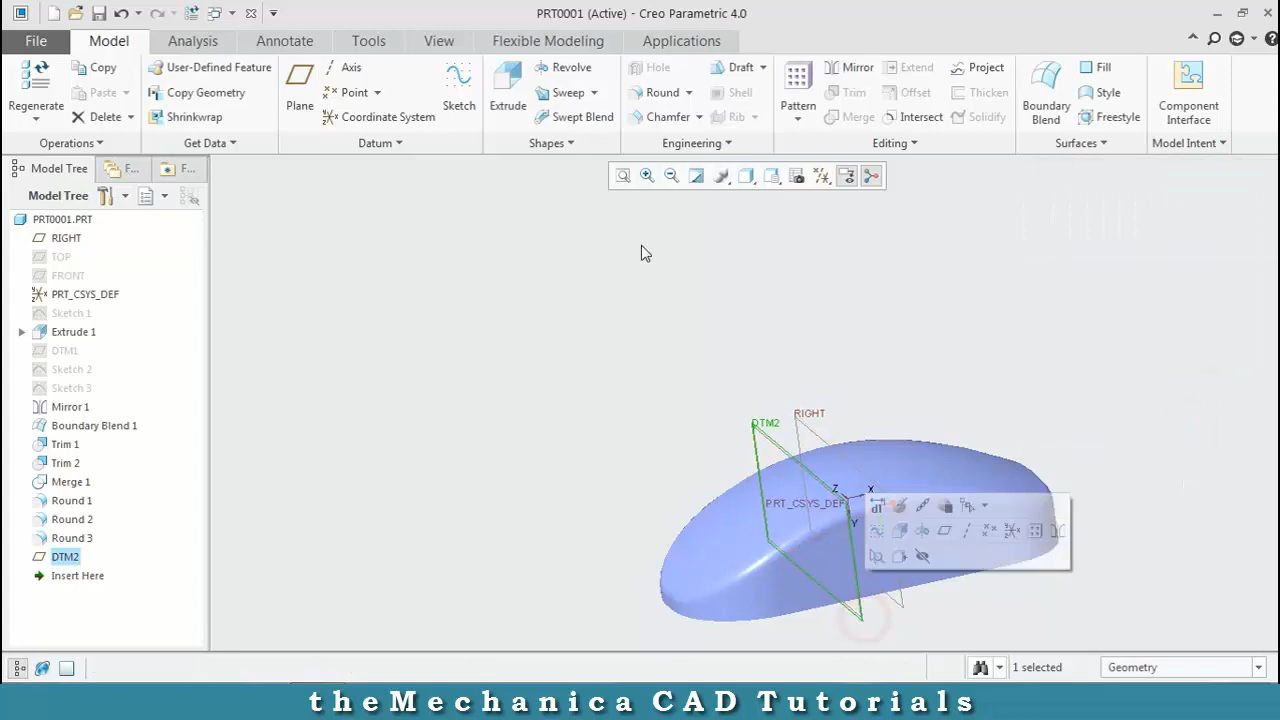 PRT0001 (Active) - Creo Parametric 4.0
File Model Analysis Annotate Tools View Flexible Modeling Applications
Regenerate
Copy
Paste
Delete
Operations
User-Defined Feature
Copy Geometry
Shrinkwrap
Get Data
Plane
Axis
Point
Coordinate System
Sketch
Datum
Extrude
Revolve
Sweep
Swept Blend
Shapes
Hole
Round
Chamfer
Draft
Shell
Rib
Engineering
Pattern
Mirror
Trim
Merge
Extend
Offset
Intersect
Project
Thicken
Solidify
Editing
Boundary
Blend
Fill
Style
Freestyle
Surfaces
Component
Interface
Model Intent
Model Tree F... F...
Model Tree
PRT0001.PRT
RIGHT
TOP
FRONT
PRT_CSYS_DEF
Sketch 1
Extrude 1
DTM1
Sketch 2
Sketch 3
Mirror 1
Boundary Blend 1
Trim 1
Trim 2
Merge 1
Round 1
Round 2
Round 3
DTM2
Insert Here
RIGHT
DTM2
Z X
PRT_CSYS_DEF
Y
1 selected
Geometry
theMechanica CAD Tutorials